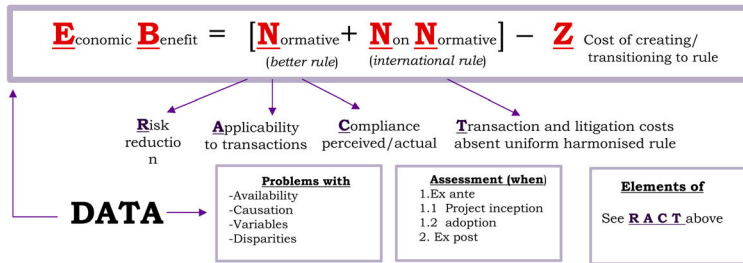 Economic Benefit = [Normative+ Non Normative] − Z Cost of creating/
(better rule) (international rule) transitioning to rule
Risk
reductio
n
Applicability
to transactions
Compliance
perceived/actual
Transaction and litigation costs
absent uniform harmonised rule
DATA
Problems with
-Availability
-Causation
-Variables
-Disparities
Assessment (when)
1.Ex ante
1.1 Project inception
1.2 adoption
2. Ex post
Elements of
See R A C T above